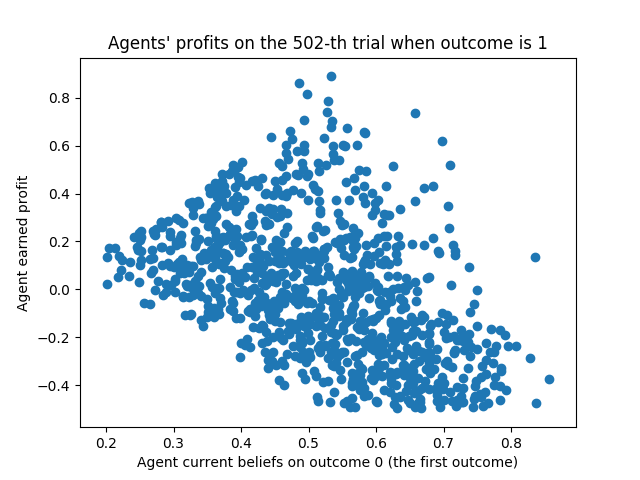 Agents' profits on the 502-th trial when outcome is 1
0.8
0.6
0.4
0.2
0.0
−0.2
−0.4
Agent earned profit
0.2 0.3 0.4 0.5 0.6 0.7 0.8
Agent current beliefs on outcome 0 (the first outcome)